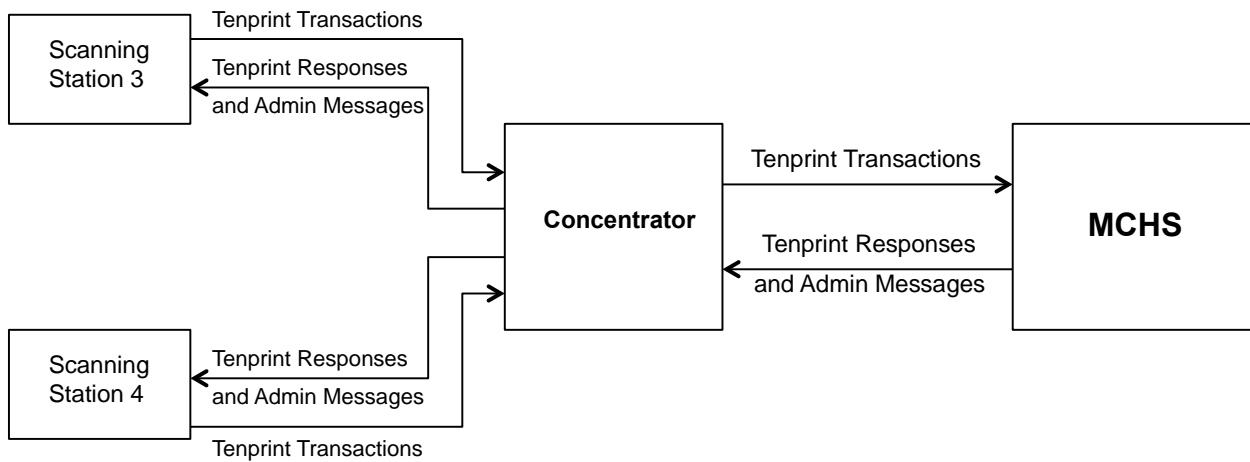 Tenprint Transactions
Scanning
Station 3
Tenprint Responses
and Admin Messages
Concentrator
Tenprint Transactions
Tenprint Responses
and Admin Messages
MCHS
Scanning
Station 4
Tenprint Responses
and Admin Messages
Tenprint Transactions